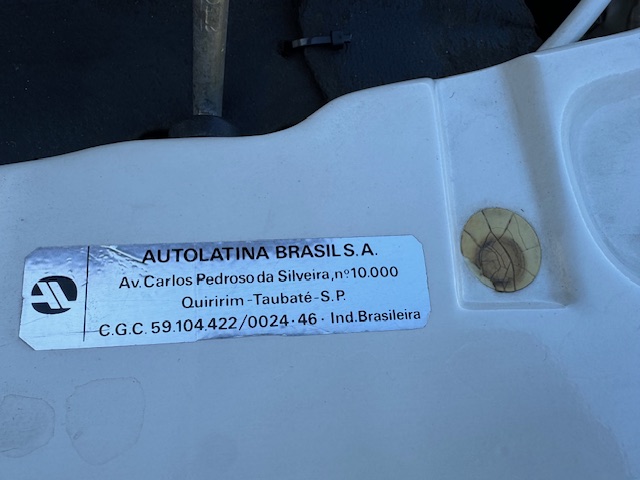 AUTOLATINA BRASIL S.A.
Av. Carlos Pedroso da Silveira, nº 10.000
Quiririm - Taubaté - S.P.
C.G.C. 59.104.422/0024-46 · Ind. Brasileira